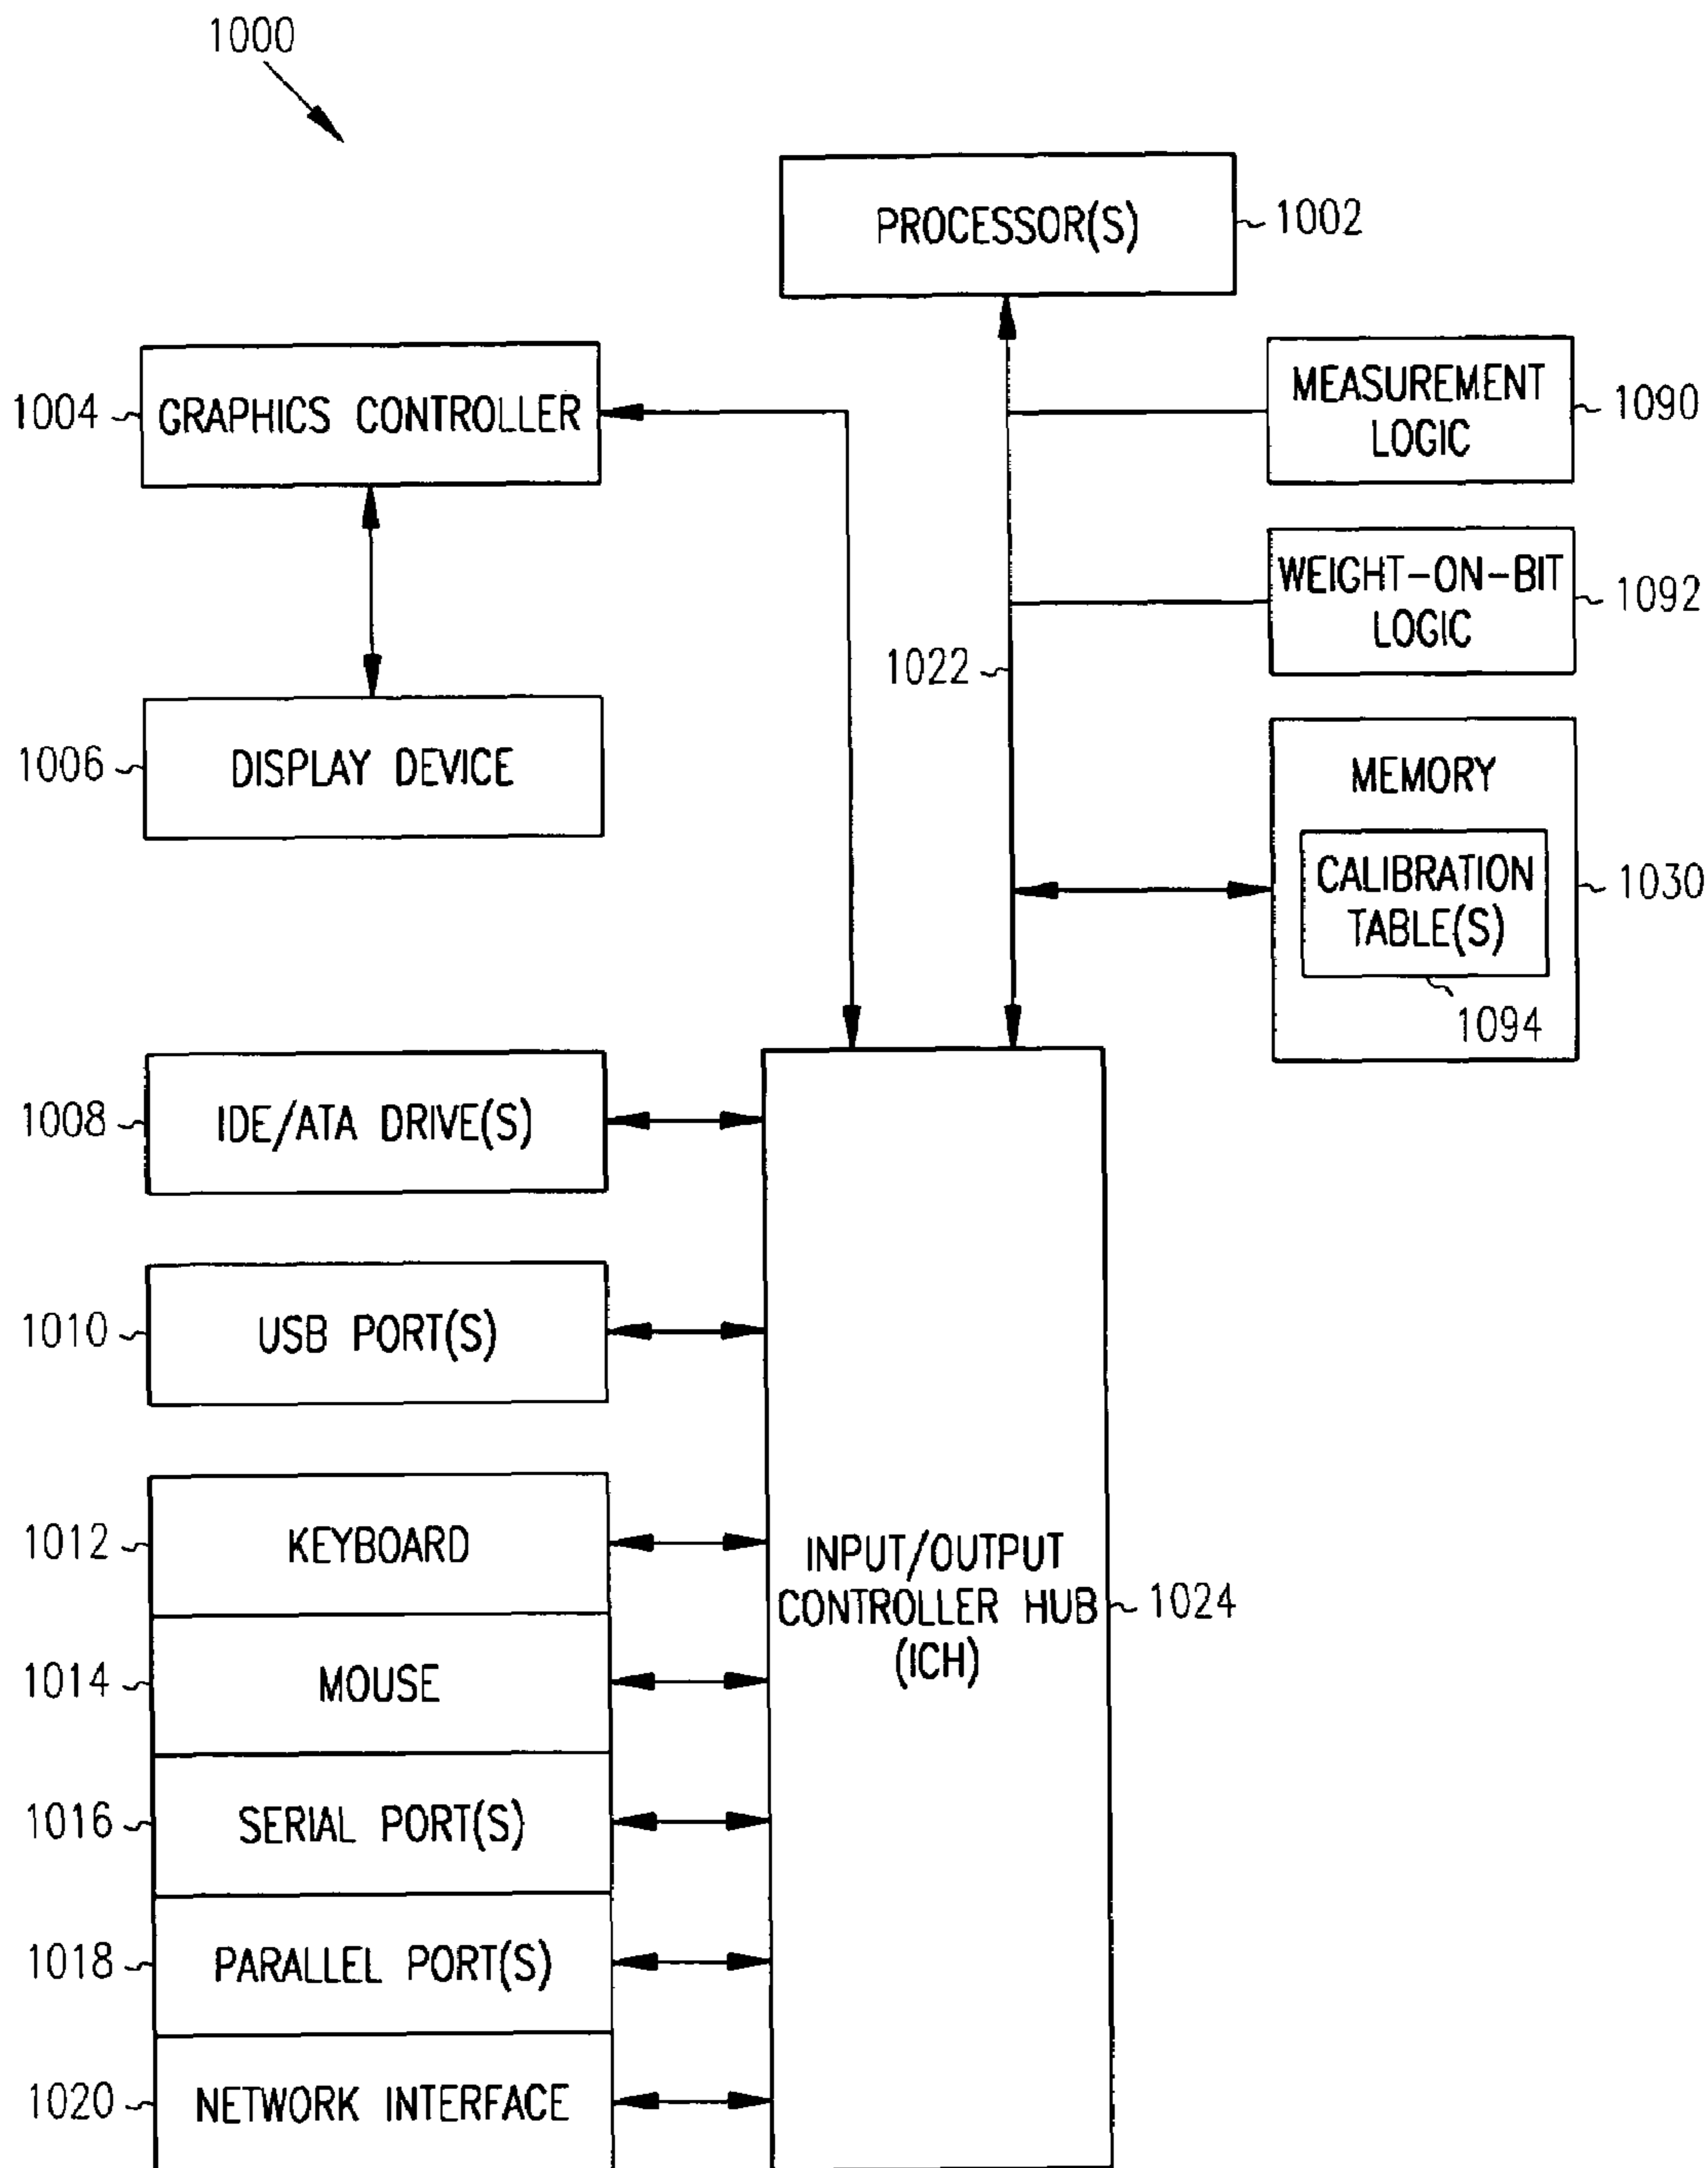 1000
PROCESSOR(S)
1002
1004
GRAPHICS CONTROLLER
MEASUREMENT
LOGIC
1090
WEIGHT-ON-BIT
LOGIC
1092
1022
1006
DISPLAY DEVICE
MEMORY
CALIBRATION
TABLE(S)
1030
1094
1008
IDE/ATA DRIVE(S)
1010
USB PORT(S)
1012
KEYBOARD
INPUT/OUTPUT
CONTROLLER HUB
(ICH)
1024
1014
MOUSE
1016
SERIAL PORT(S)
1018
PARALLEL PORT(S)
1020
NETWORK INTERFACE